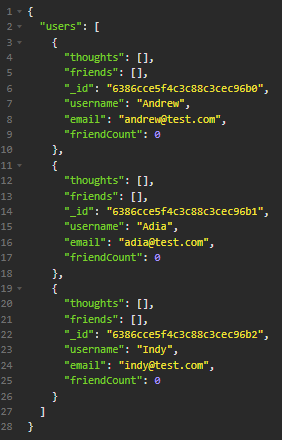 1 {
2 "users": [
3 {
4 "thoughts": [],
5 "friends": [],
6 "_id": "6386cce5f4c3c88c3cec96b0",
7 "username": "Andrew",
8 "email": "andrew@test.com",
9 "friendCount": 0
10 },
11 {
12 "thoughts": [],
13 "friends": [],
14 "_id": "6386cce5f4c3c88c3cec96b1",
15 "username": "Adia",
16 "email": "adia@test.com",
17 "friendCount": 0
18 },
19 {
20 "thoughts": [],
21 "friends": [],
22 "_id": "6386cce5f4c3c88c3cec96b2",
23 "username": "Indy",
24 "email": "indy@test.com",
25 "friendCount": 0
26 }
27 ]
28 }